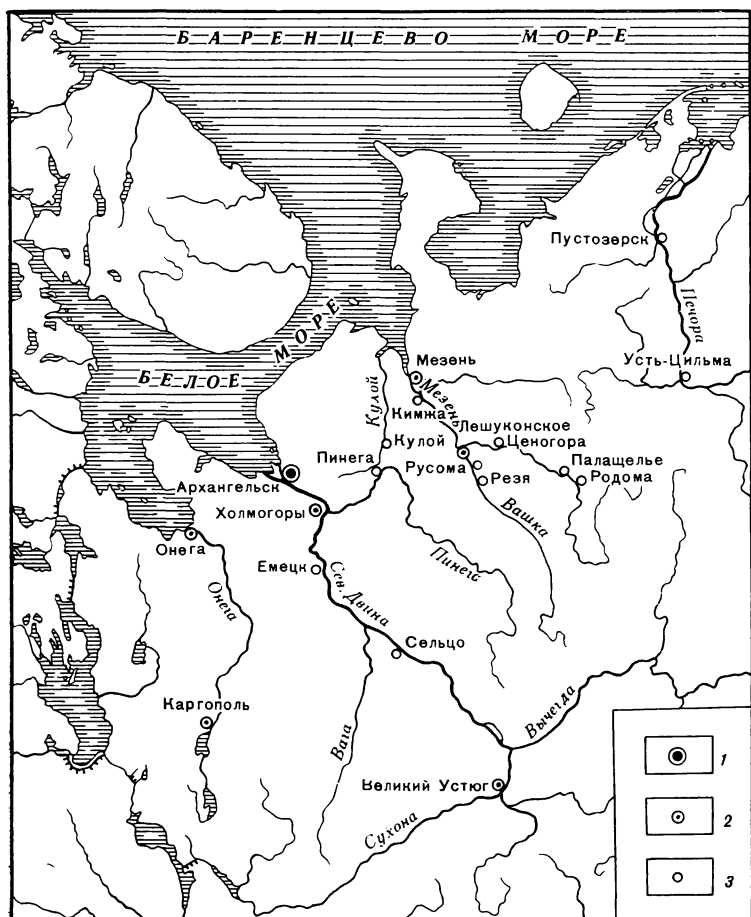 БАРЕНЦЕВО МОРЕ
Пустозерск
Печора
МОРЕ
БЕЛОЕ
Мезень
Усть-Цильма
Мезень
Кулой
Кимжа
Лешуконское
Кулой
Ценогора
Пинега
Русома
Палащелье
Архангельск
Резя
Родома
Холмогоры
Вашка
Онега
Пинега
Емецк
Онега
Сев. Двина
Сельцо
Каргополь
Вага
Вычегда
1
Великий Устюг
2
Сухона
3